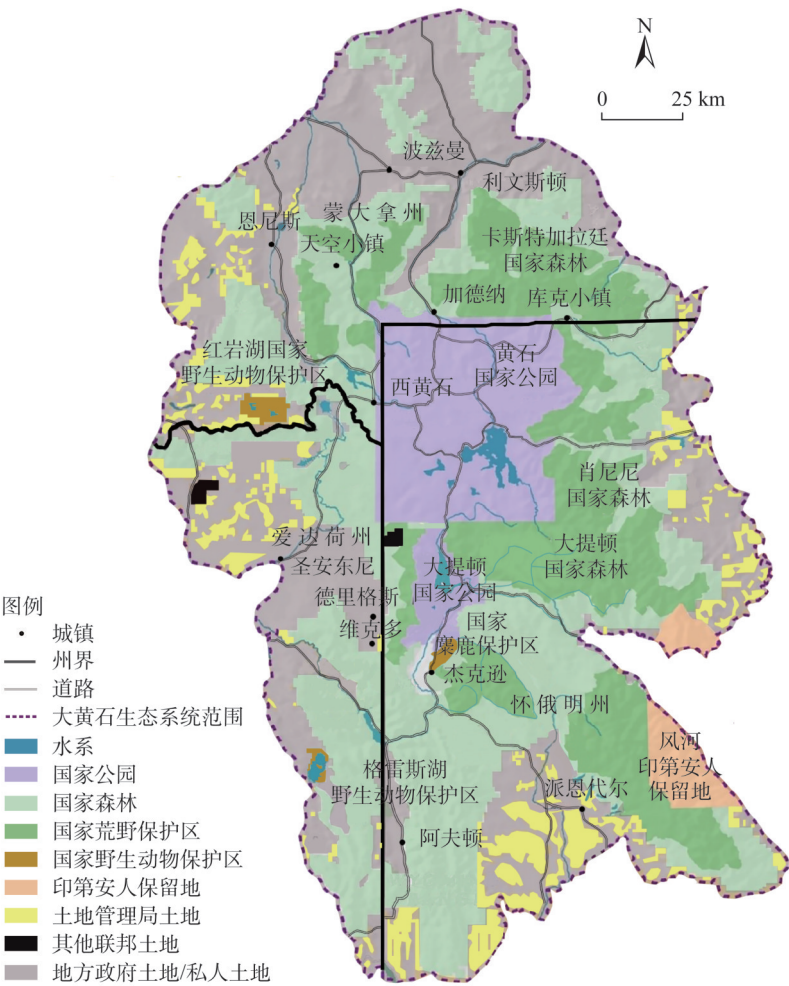 N
0 25 km
波兹曼
利文斯顿
恩尼斯
蒙大拿州
天空小镇
卡斯特加拉廷
国家森林
加德纳
库克小镇
红岩湖国家
野生动物保护区
西黄石
黄石
国家公园
肖尼尼
国家森林
爱达荷州
圣安东尼
大提顿
国家公园
大提顿
国家森林
德里格斯
维克多
国家
麋鹿保护区
杰克逊
怀俄明州
风河
印第安人
保留地
格雷斯湖
野生动物保护区
派恩代尔
阿夫顿
图例
城镇
州界
道路
大黄石生态系统范围
水系
国家公园
国家森林
国家荒野保护区
国家野生动物保护区
印第安人保留地
土地管理局土地
其他联邦土地
地方政府土地/私人土地